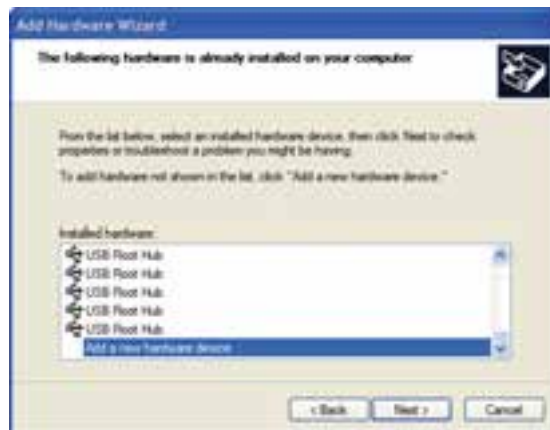 Add Hardware Wizard
The following hardware is already installed on your computer
From the list below, select an installed hardware device, then click Next to check
properties or troubleshoot a problem you might be having.
To add hardware not shown in the list, click "Add a new hardware device."
Installed hardware:
USB Root Hub
USB Root Hub
USB Root Hub
USB Root Hub
USB Root Hub
Add a new hardware device
< Back Next > Cancel